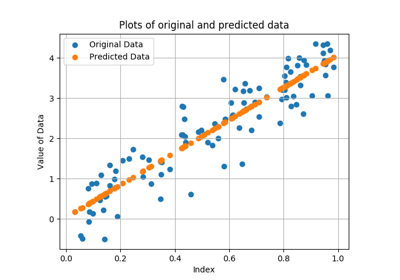 Plots of original and predicted data
Original Data
Predicted Data
Value of Data
4
3
2
1
0
0.0 0.2 0.4 0.6 0.8 1.0
Index